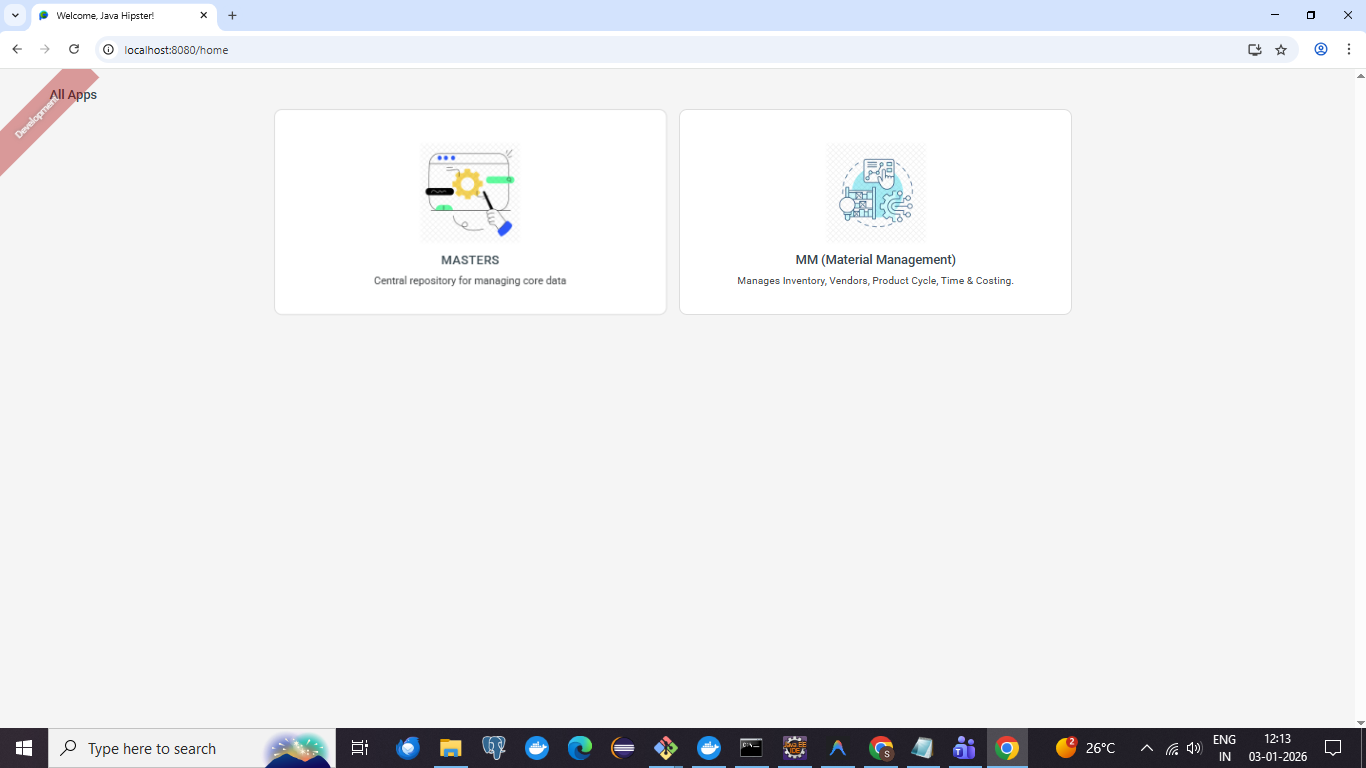 Welcome, Java Hipster!
localhost:8080/home
Development
All Apps
MASTERS
Central repository for managing core data
MM (Material Management)
Manages Inventory, Vendors, Product Cycle, Time & Costing.
Type here to search
2
26°C
ENG
IN
12:13
03-01-2026